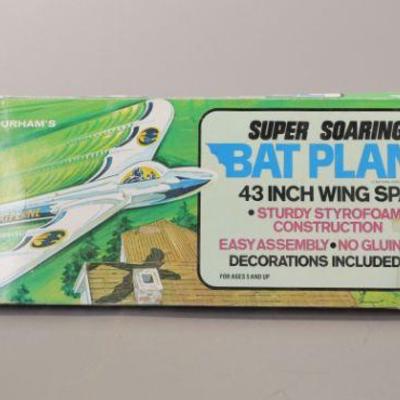 URHAM'S
SUPER SOARING
BAT PLAN
43 INCH WING SPA
• STURDY STYROFOAM
CONSTRUCTION
EASY ASSEMBLY • NO GLUIN
DECORATIONS INCLUDED
FOR AGES 5 AND UP